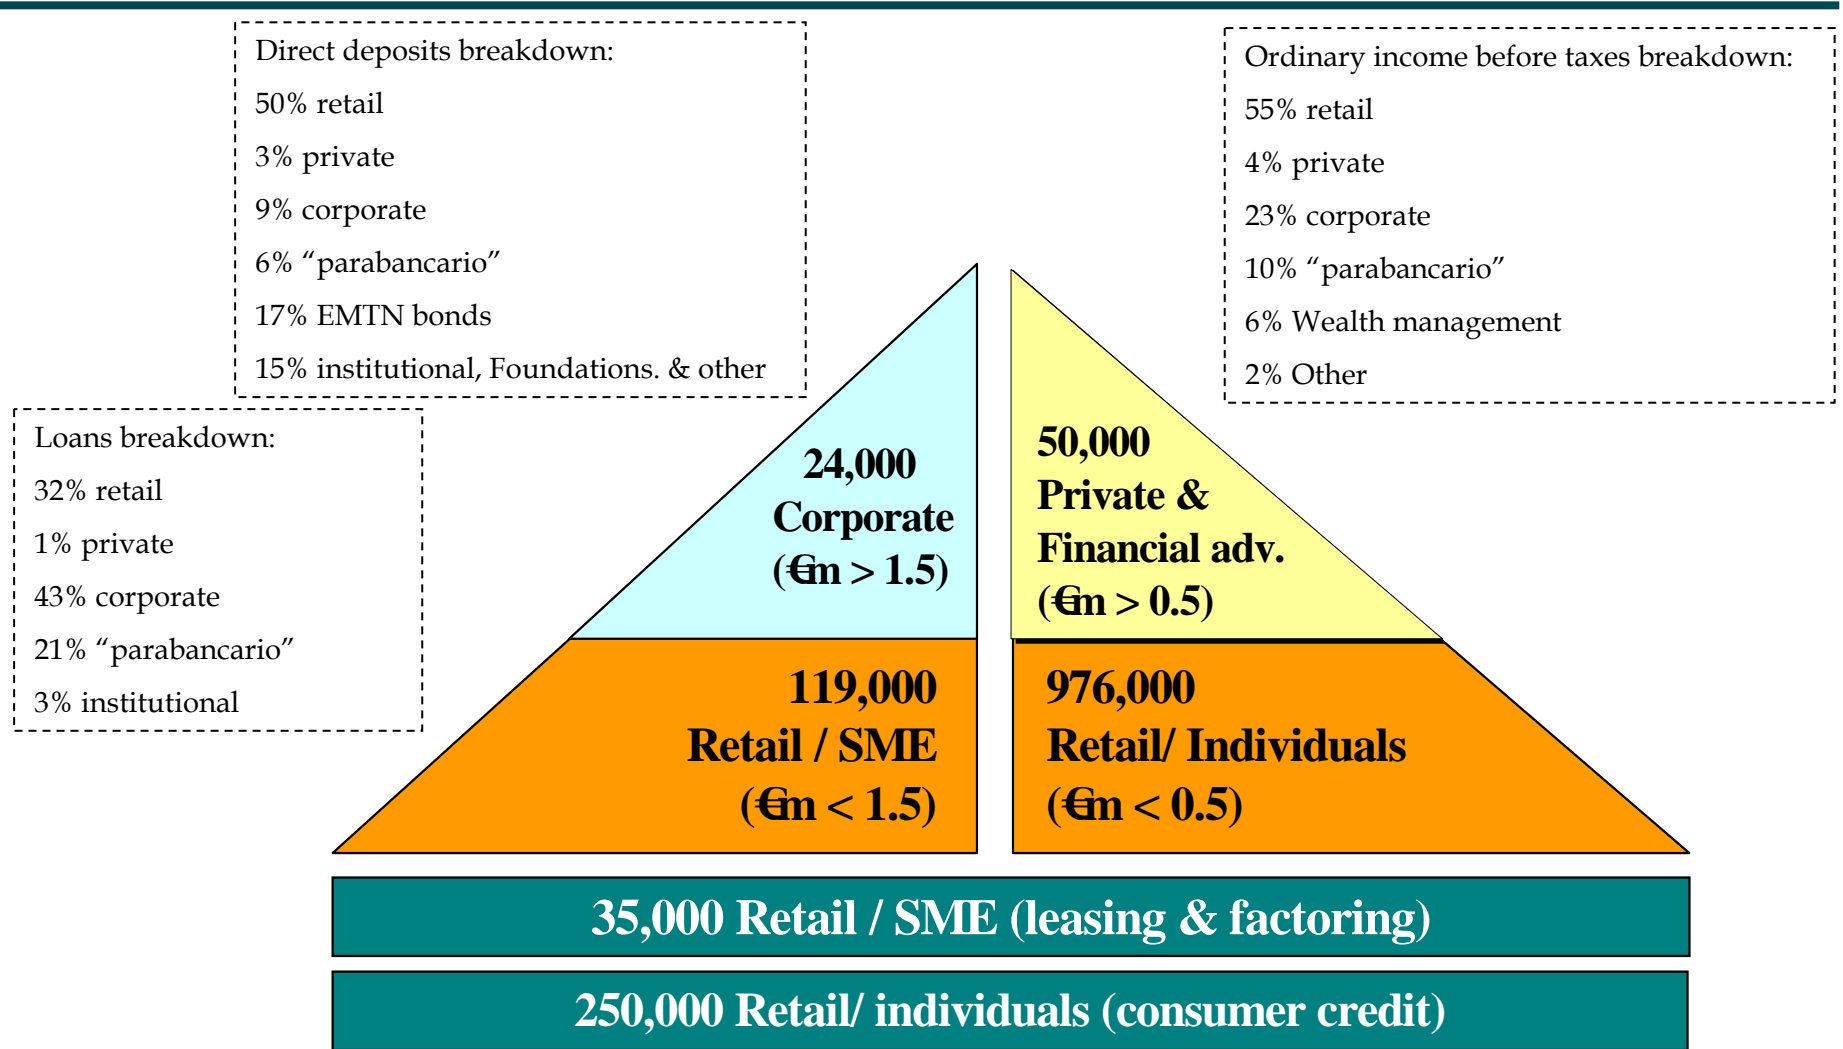 Direct deposits breakdown:
50% retail
3% private
9% corporate
6% “parabancario”
17% EMTN bonds
15% institutional, Foundations. & other
Ordinary income before taxes breakdown:
55% retail
4% private
23% corporate
10% “parabancario”
6% Wealth management
2% Other
Loans breakdown:
32% retail
1% private
43% corporate
21% “parabancario”
3% institutional
24,000
Corporate
(€m > 1.5)
50,000
Private &
Financial adv.
(€m > 0.5)
119,000
Retail / SME
(€m < 1.5)
976,000
Retail/ Individuals
(€m < 0.5)
35,000 Retail / SME (leasing & factoring)
250,000 Retail/ individuals (consumer credit)